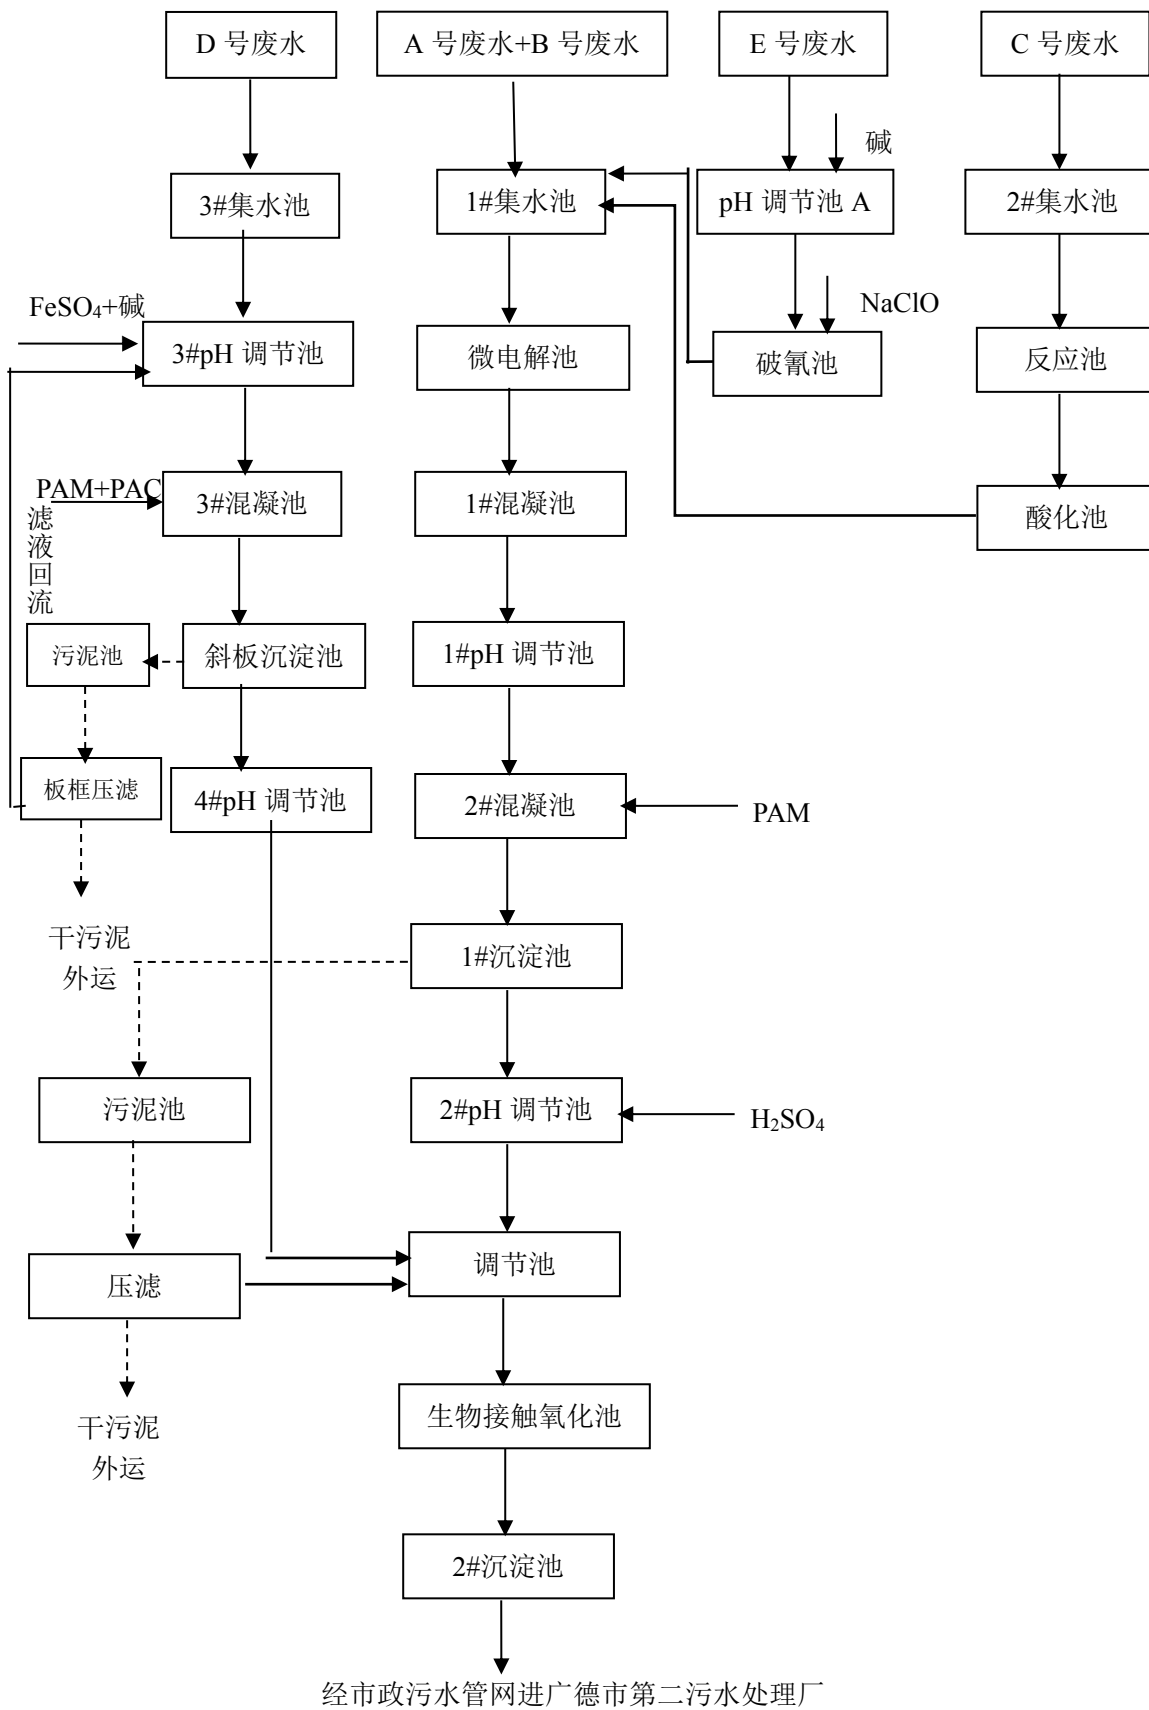 D 号废水
A 号废水+B 号废水
E 号废水
C 号废水
碱
3#集水池
1#集水池
pH 调节池 A
2#集水池
FeSO₄+碱
NaClO
3#pH 调节池
微电解池
破氰池
反应池
PAM+PAC
3#混凝池
1#混凝池
酸化池
滤
液
回
流
污泥池
斜板沉淀池
1#pH 调节池
板框压滤
4#pH 调节池
2#混凝池
PAM
干污泥
外运
1#沉淀池
污泥池
2#pH 调节池
H₂SO₄
压滤
调节池
干污泥
外运
生物接触氧化池
2#沉淀池
经市政污水管网进广德市第二污水处理厂